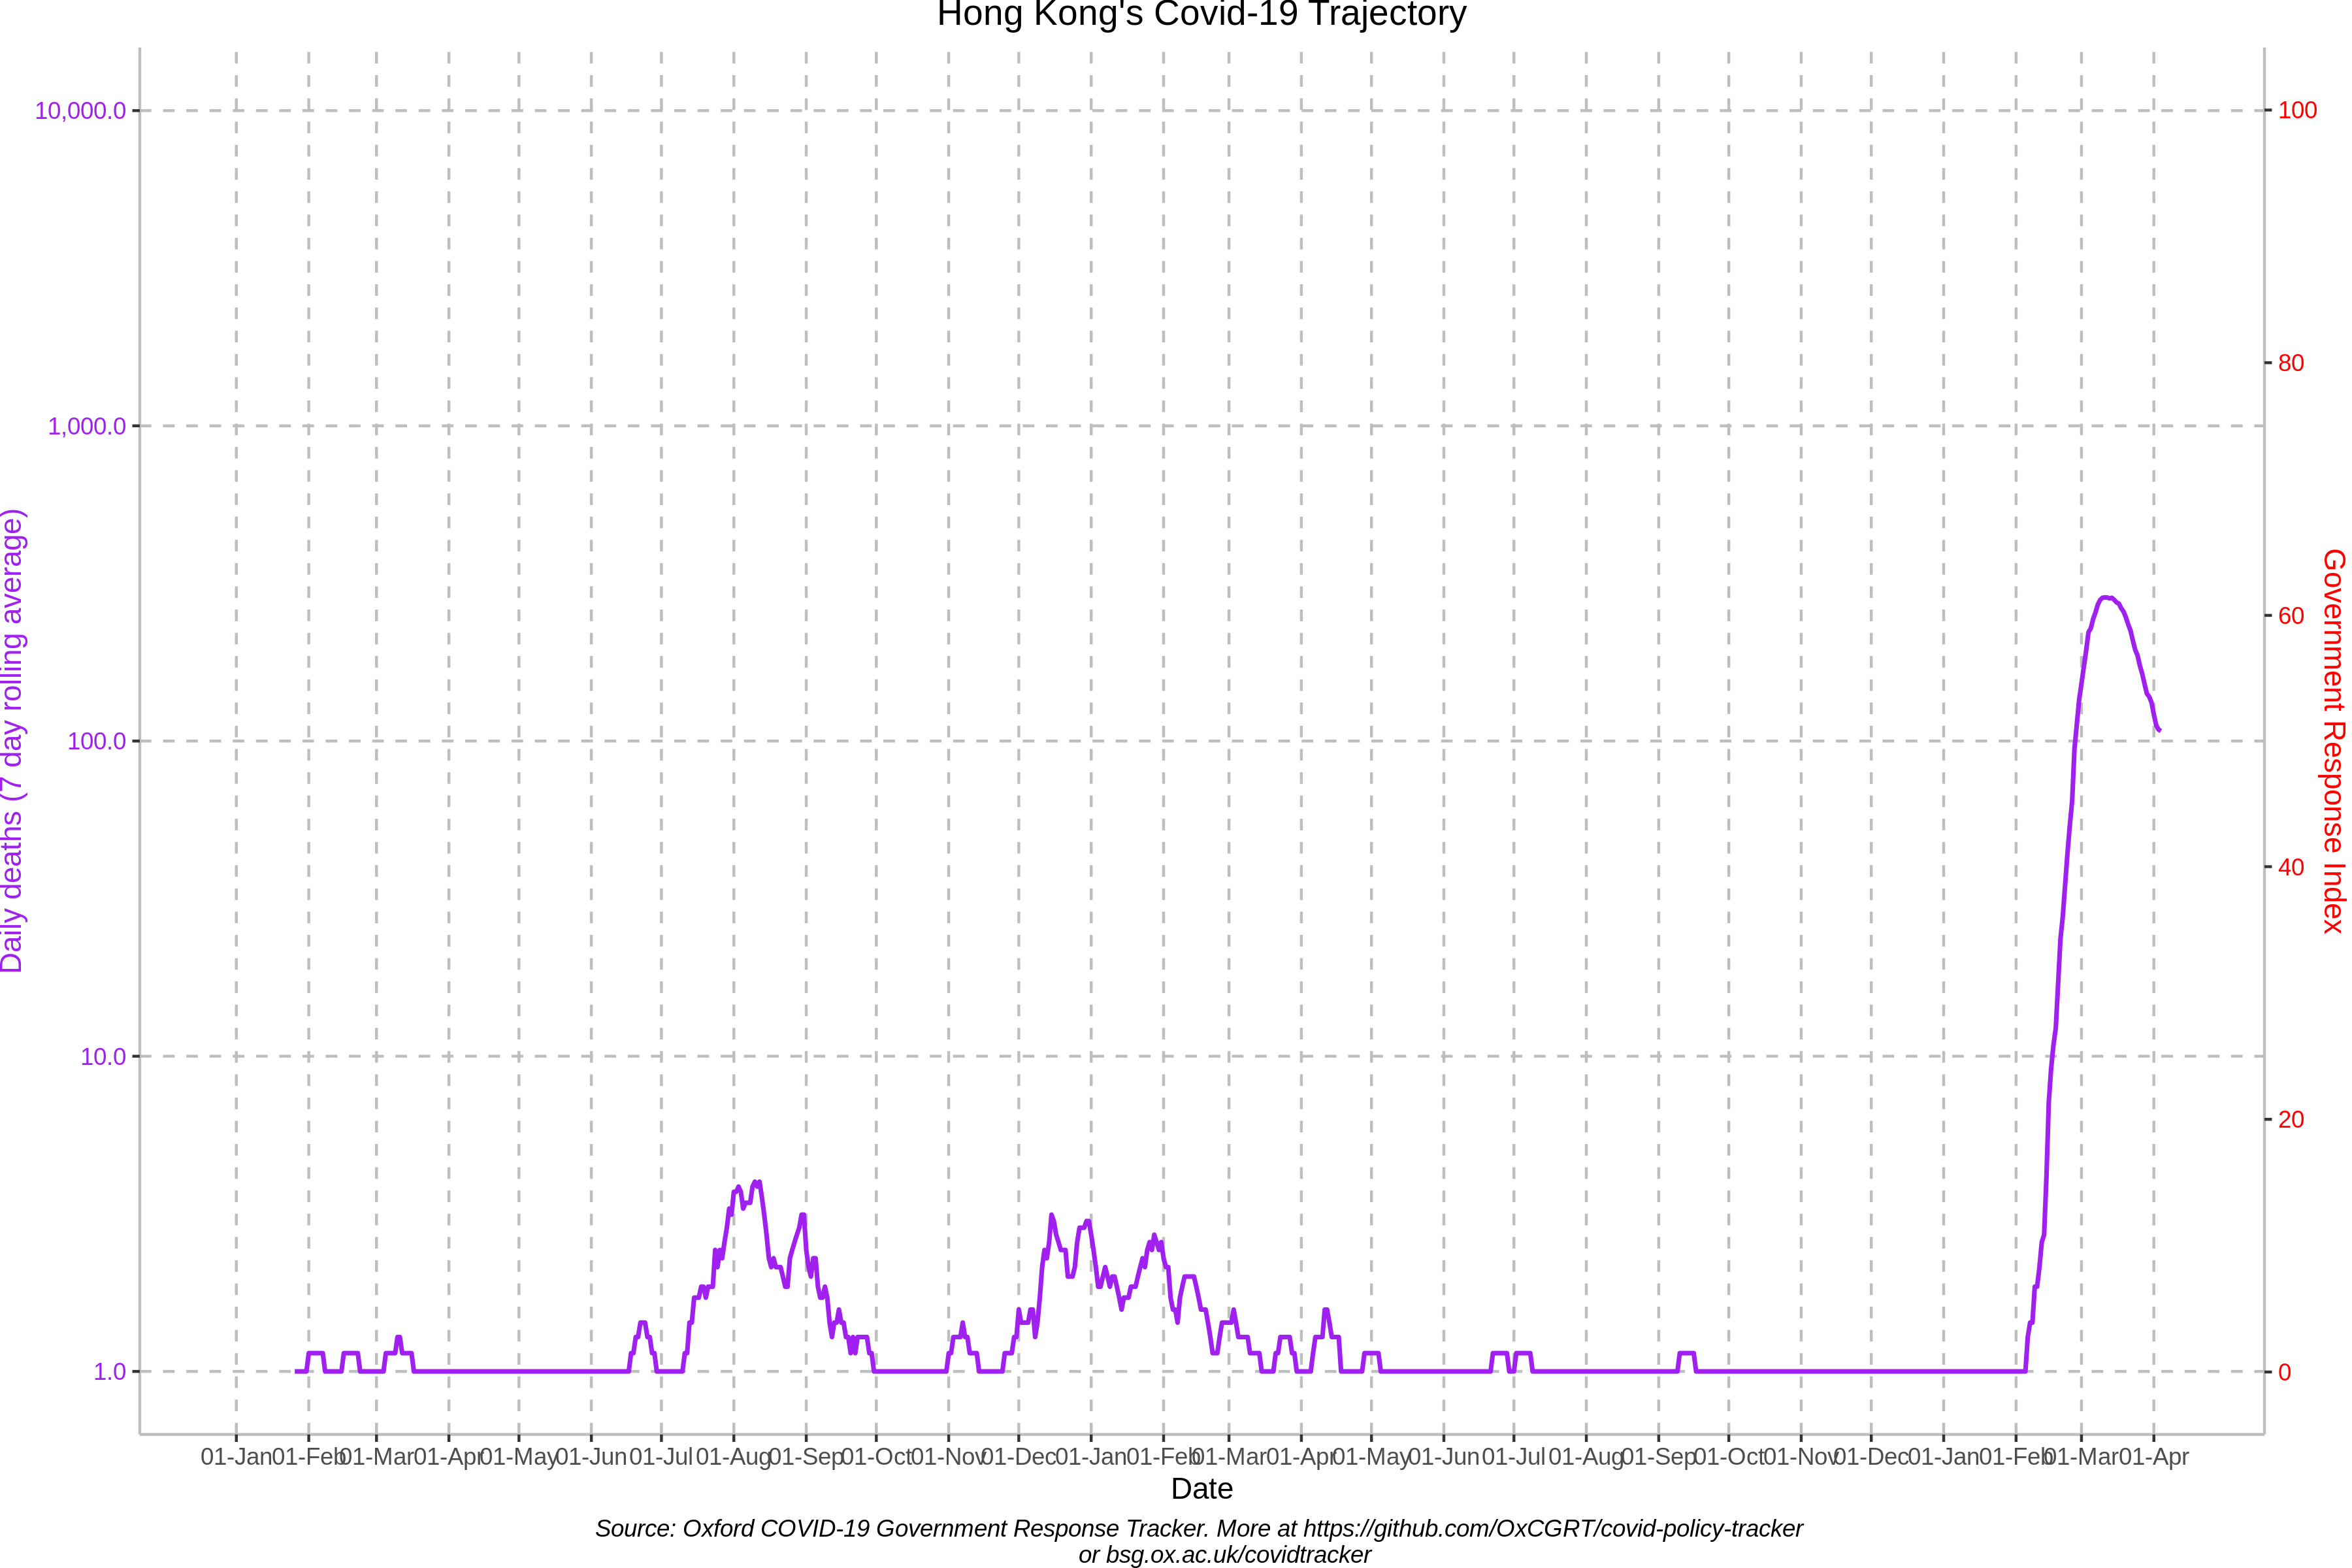 Hong Kong's Covid-19 Trajectory
10,000.0
1,000.0
100.0
10.0
1.0
Daily deaths (7 day rolling average)
100
80
60
40
20
0
Government Response Index
01-Jan 01-Feb 01-Mar 01-Apr 01-May 01-Jun 01-Jul 01-Aug 01-Sep 01-Oct 01-Nov 01-Dec 01-Jan 01-Feb 01-Mar 01-Apr 01-May 01-Jun 01-Jul 01-Aug 01-Sep 01-Oct 01-Nov 01-Dec 01-Jan 01-Feb 01-Mar 01-Apr
Date
Source: Oxford COVID-19 Government Response Tracker. More at https://github.com/OxCGRT/covid-policy-tracker
or bsg.ox.ac.uk/covidtracker